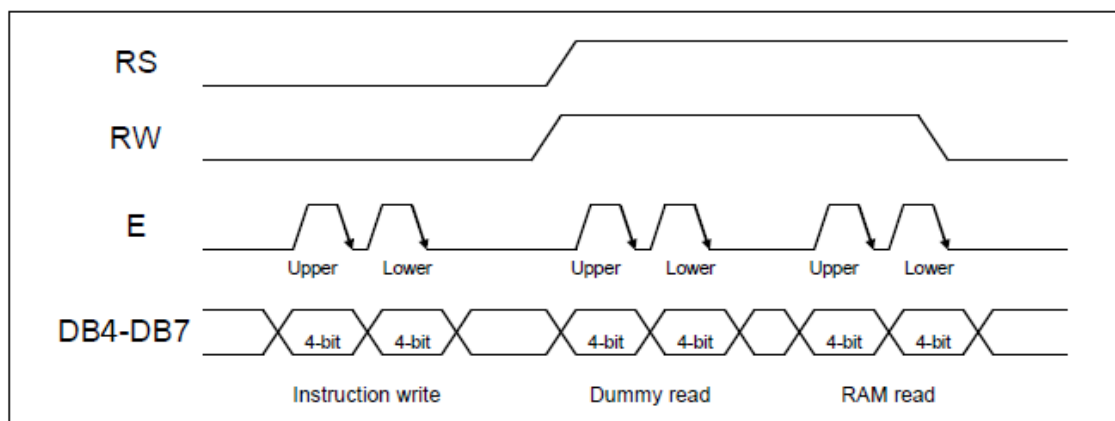 RS
RW
E
Upper Lower Upper Lower Upper Lower
DB4-DB7 4-bit 4-bit 4-bit 4-bit 4-bit 4-bit
Instruction write Dummy read RAM read